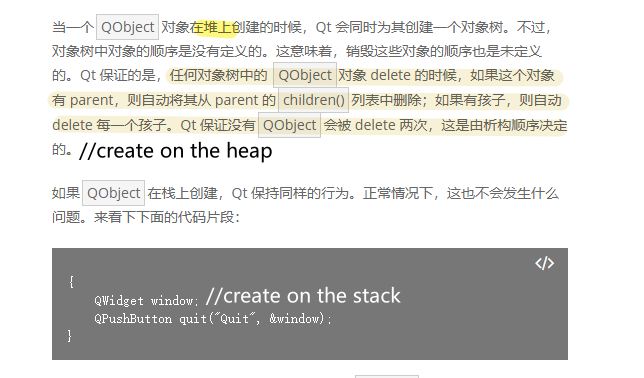 当一个 QObject 对象在堆上创建的时候，Qt 会同时为其创建一个对象树。不过，
对象树中对象的顺序是没有定义的。这意味着，销毁这些对象的顺序也是未定义
的。Qt 保证的是，任何对象树中的 QObject 对象 delete 的时候，如果这个对象
有 parent，则自动将其从 parent 的 children() 列表中删除；如果有孩子，则自动
delete 每一个孩子。Qt 保证没有 QObject 会被 delete 两次，这是由析构顺序决定
的。//create on the heap
如果 QObject 在栈上创建，Qt 保持同样的行为。正常情况下，这也不会发生什么
问题。来看下下面的代码片段：
</>
{
QWidget window; //create on the stack
QPushButton quit("Quit", &window);
}